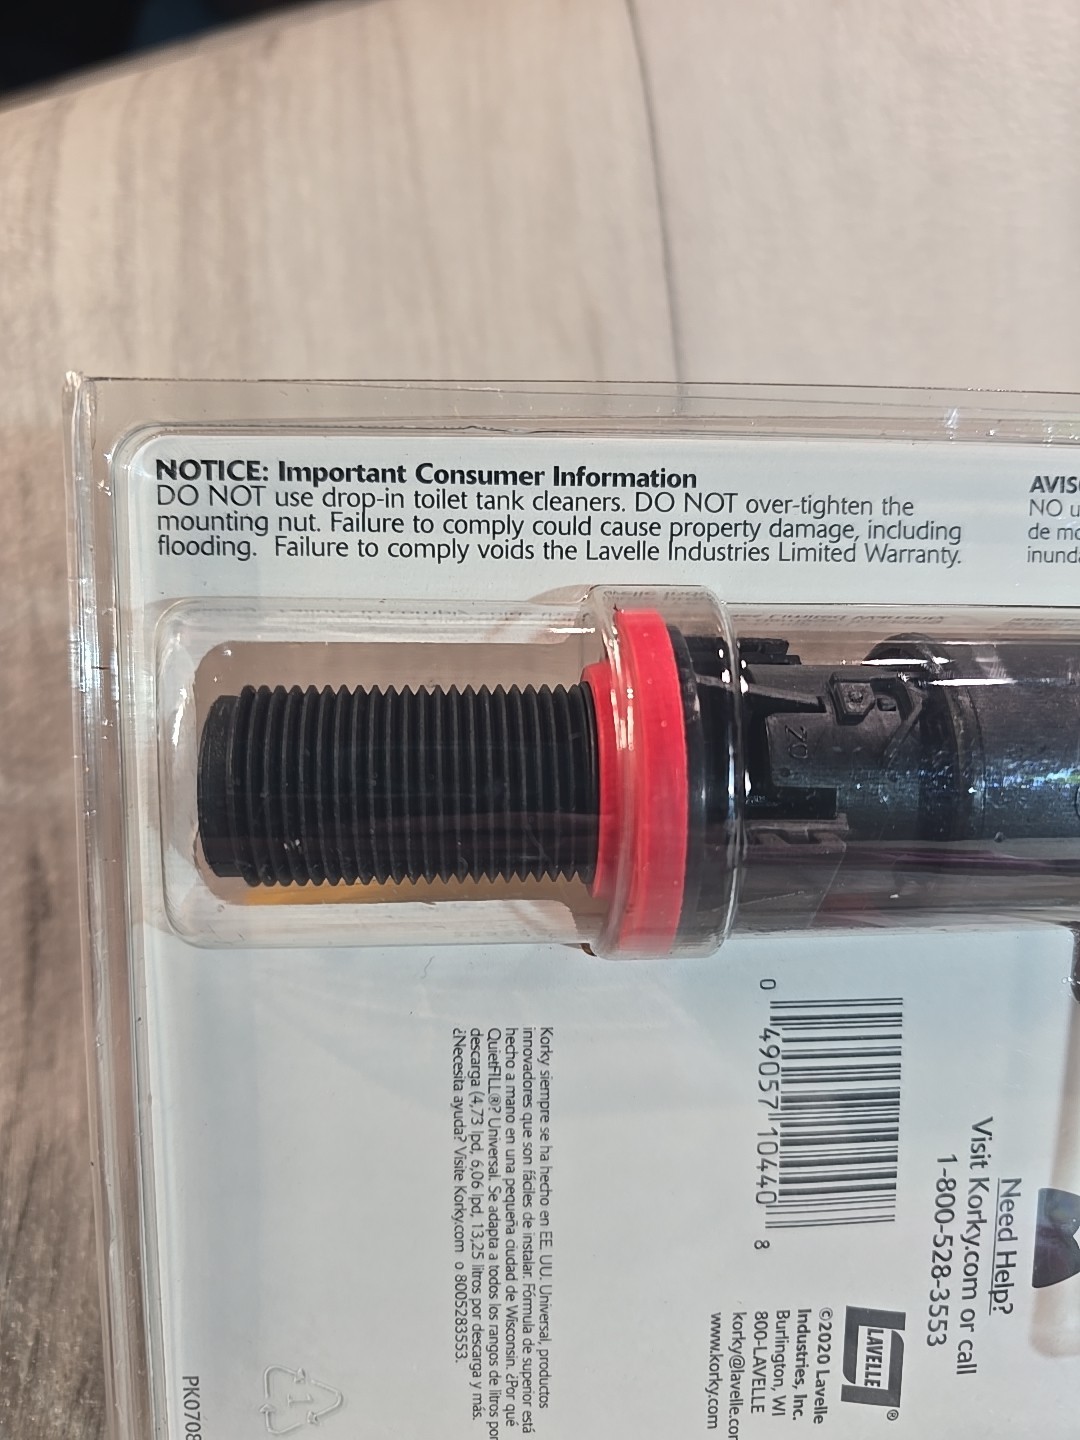 NOTICE: Important Consumer Information
DO NOT use drop-in toilet tank cleaners. DO NOT over-tighten the
mounting nut. Failure to comply could cause property damage, including
flooding. Failure to comply voids the Lavelle Industries Limited Warranty.
AVIS
NO u
de mo
inunda
20
Need Help?
Visit Korky.com or call
1-800-528-3553
0 49057 10440 8
LAVELLE®
©2020 Lavelle
Industries, Inc.
Burlington, WI
800-LAVELLE
korky@lavelle.com
www.korky.com
Korky siempre se ha hecho en EE. UU. Universal, productos
innovadores que son fáciles de instalar. Fórmula de superior está
hecho a mano en una pequeña ciudad de Wisconsin. ¿Por qué
QuietFILL®? Universal. Se adapta a todos los rangos de litros por
descarga (4,73 lpd, 6,06 lpd, 13,25 litros por descarga y más.
¿Necesita ayuda? Visite Korky.com o 8005283553.
1
PK0708